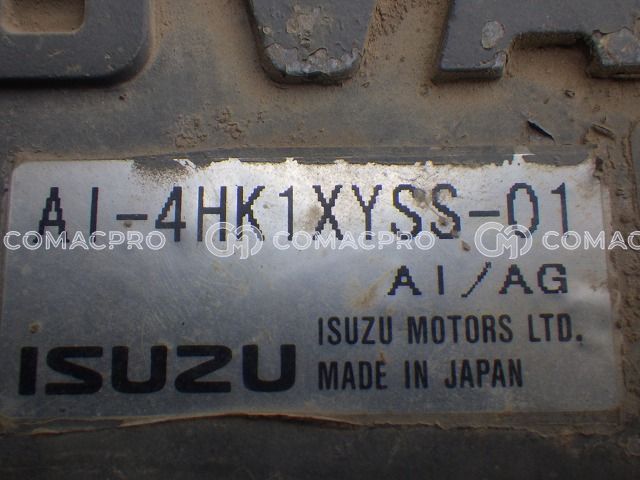 AI-4HK1XYSS-01
COMACPRO COMACPRO COMAC
AI/AG
ISUZU MOTORS LTD.
ISUZU
MADE IN JAPAN